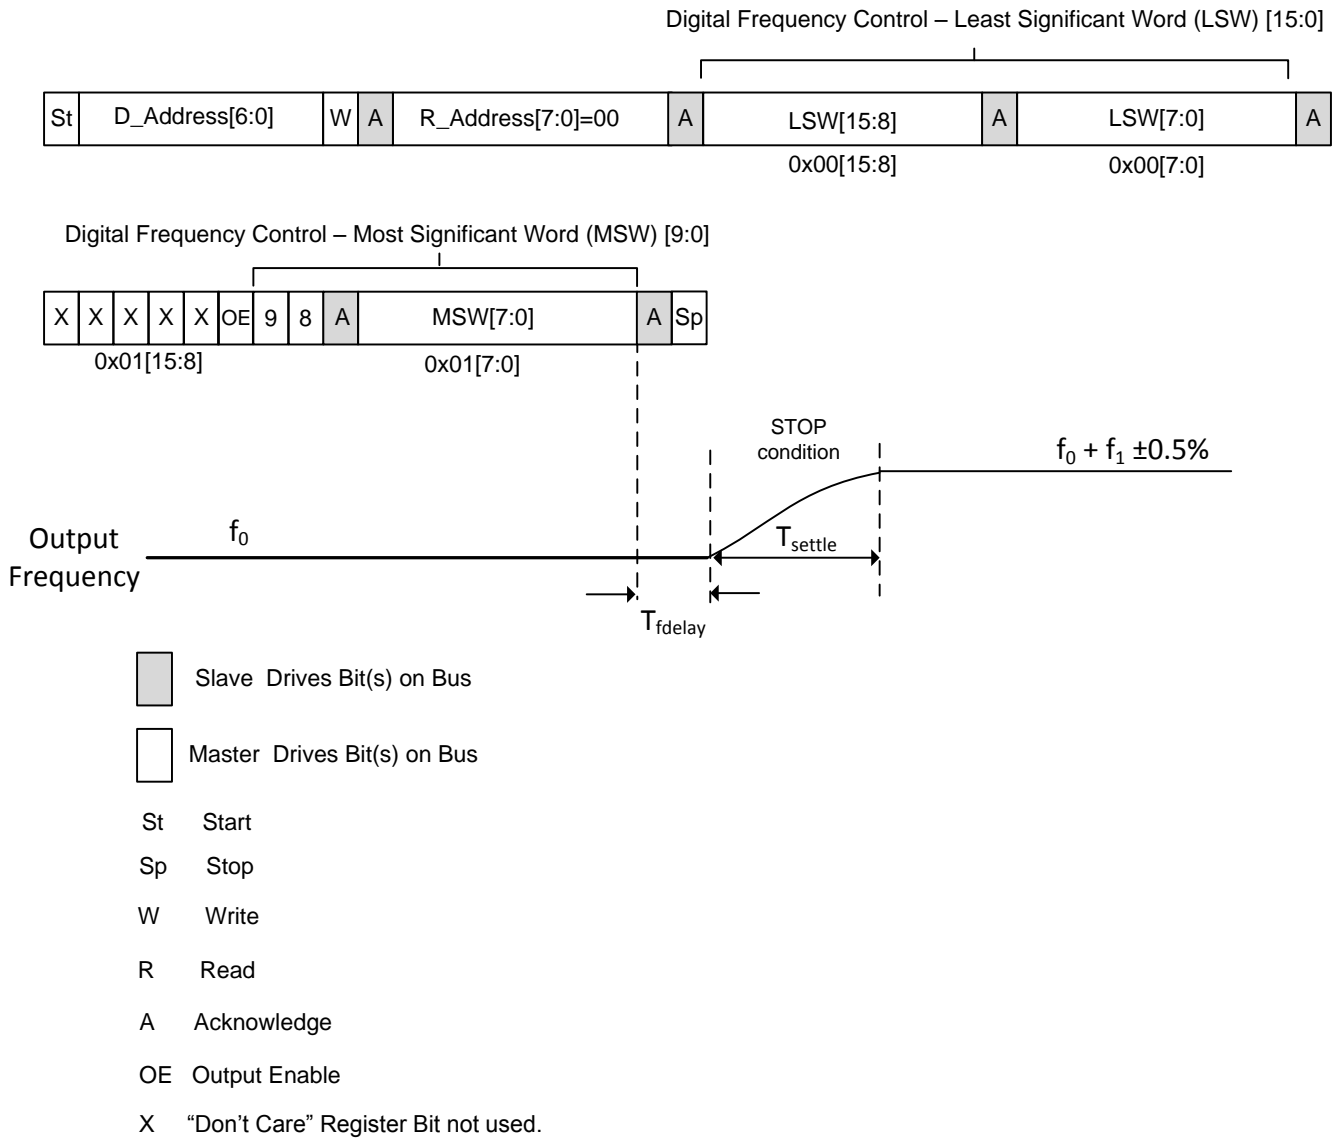 Digital Frequency Control – Least Significant Word (LSW) [15:0]
St D_Address[6:0] W A R_Address[7:0]=00 A LSW[15:8] A LSW[7:0] A
0x00[15:8] 0x00[7:0]
Digital Frequency Control – Most Significant Word (MSW) [9:0]
X X X X X OE 9 8 A MSW[7:0] A Sp
0x01[15:8] 0x01[7:0]
STOP
condition
f0 + f1 ±0.5%
Output
Frequency
f0
Tsettle
Tfdelay
Slave Drives Bit(s) on Bus
Master Drives Bit(s) on Bus
St Start
Sp Stop
W Write
R Read
A Acknowledge
OE Output Enable
X “Don’t Care” Register Bit not used.